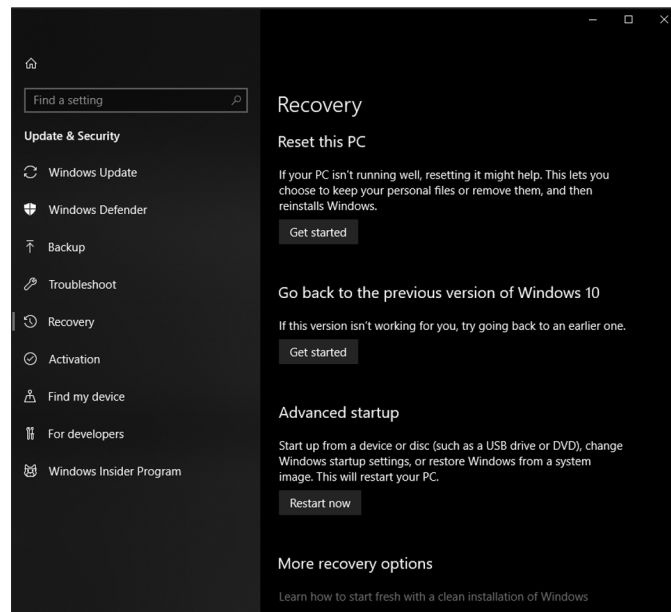 Find a setting
Update & Security
Windows Update
Windows Defender
Backup
Troubleshoot
Recovery
Activation
Find my device
For developers
Windows Insider Program
Recovery
Reset this PC
If your PC isn't running well, resetting it might help. This lets you
choose to keep your personal files or remove them, and then
reinstalls Windows.
Get started
Go back to the previous version of Windows 10
If this version isn't working for you, try going back to an earlier one.
Get started
Advanced startup
Start up from a device or disc (such as a USB drive or DVD), change
Windows startup settings, or restore Windows from a system
image. This will restart your PC.
Restart now
More recovery options
Learn how to start fresh with a clean installation of Windows